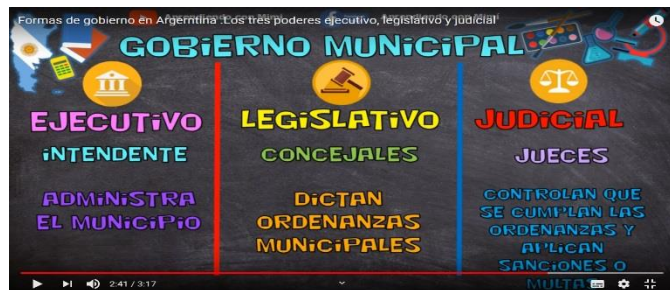 Formas de gobierno en Argerntina .Los tres poderes ejecutivo, legislativo y judicial
GOBIERNO MUNICIPAL
EJECUTIVO
INTENDENTE
ADMINISTRA
EL MUNICIPIO
LEGISLATIVO
CONCEJALES
DICTAN
ORDENANZAS
MUNICIPALES
JUDICIAL
JUECES
CONTROLAN QUE
SE CUMPLAN LAS
ORDENANZAS Y
APLICAN
SANCIONES O
MULTAS
2:41 / 3:17